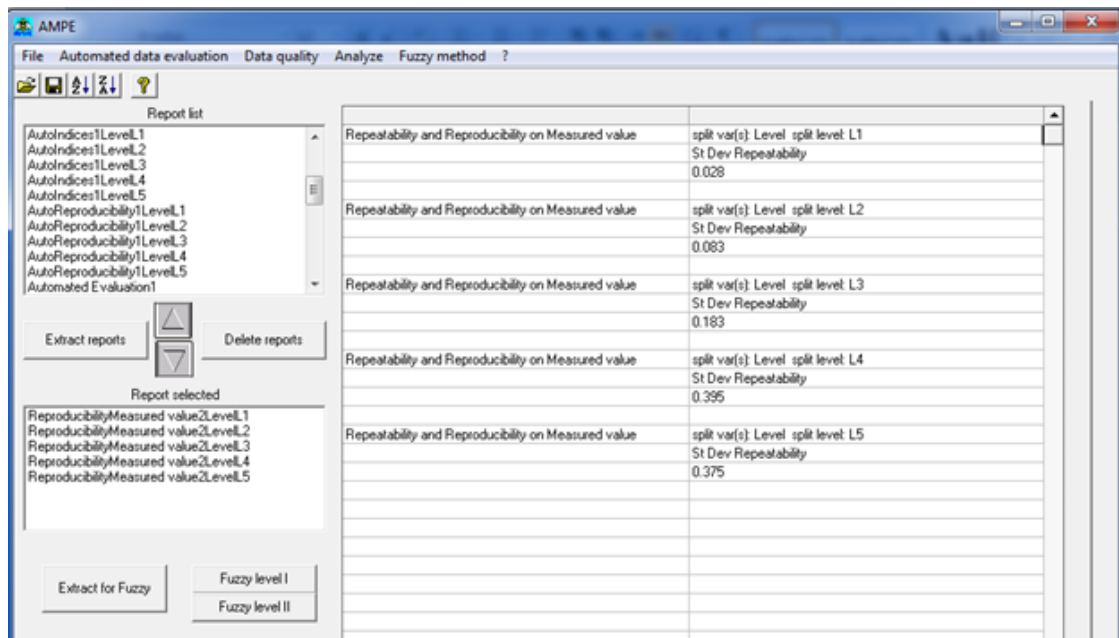 AMPE
File Automated data evaluation Data quality Analyze Fuzzy method ?
Report list
AutoIndices1LevelL1
AutoIndices1LevelL2
AutoIndices1LevelL3
AutoIndices1LevelL4
AutoIndices1LevelL5
AutoReproducibility1LevelL1
AutoReproducibility1LevelL2
AutoReproducibility1LevelL3
AutoReproducibility1LevelL4
AutoReproducibility1LevelL5
Automated Evaluation1
Extract reports
Delete reports
Report selected
ReproducibilityMeasured value2LevelL1
ReproducibilityMeasured value2LevelL2
ReproducibilityMeasured value2LevelL3
ReproducibilityMeasured value2LevelL4
ReproducibilityMeasured value2LevelL5
Extract for Fuzzy
Fuzzy level I
Fuzzy level II
Repeatability and Reproducibility on Measured value split var(s): Level split level: L1
St Dev Repeatability
0.028
Repeatability and Reproducibility on Measured value split var(s): Level split level: L2
St Dev Repeatability
0.083
Repeatability and Reproducibility on Measured value split var(s): Level split level: L3
St Dev Repeatability
0.183
Repeatability and Reproducibility on Measured value split var(s): Level split level: L4
St Dev Repeatability
0.395
Repeatability and Reproducibility on Measured value split var(s): Level split level: L5
St Dev Repeatability
0.375